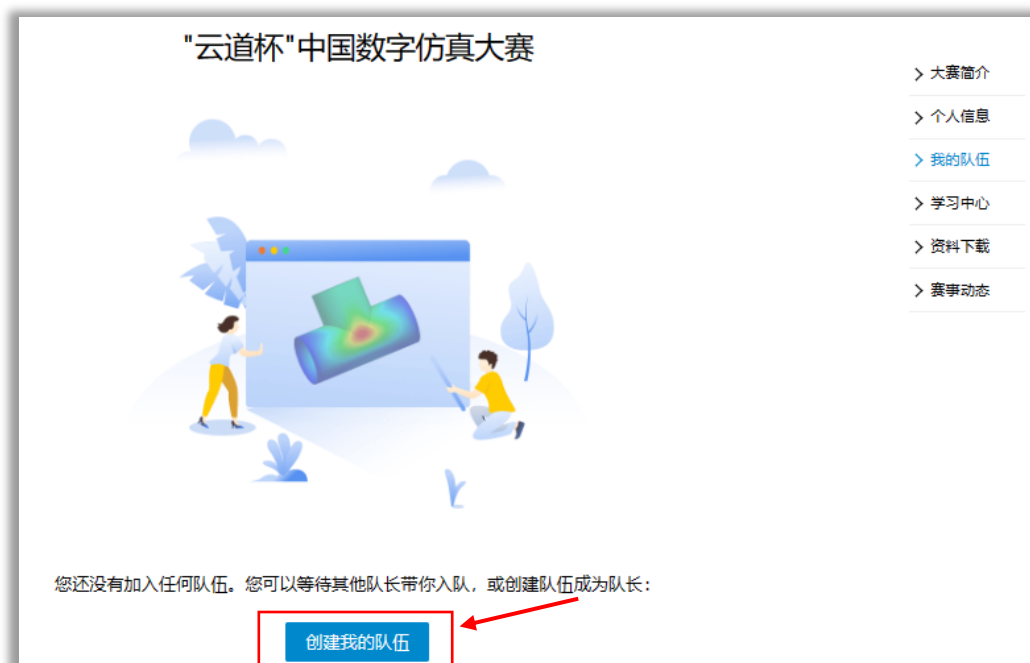 "云道杯"中国数字仿真大赛
大赛简介
个人信息
我的队伍
学习中心
资料下载
赛事动态
您还没有加入任何队伍。您可以等待其他队长带你入队，或创建队伍成为队长：
创建我的队伍